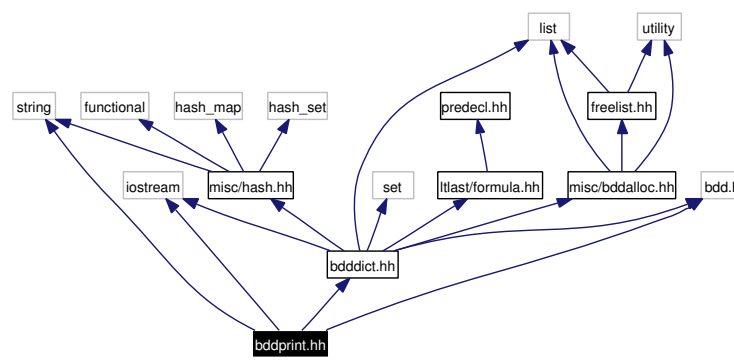 list
utility
string
functional
hash_map
hash_set
predecl.hh
freelist.hh
iostream
misc/hash.hh
set
ltlast/formula.hh
misc/bddalloc.hh
bdd.h
bdddict.hh
bddprint.hh